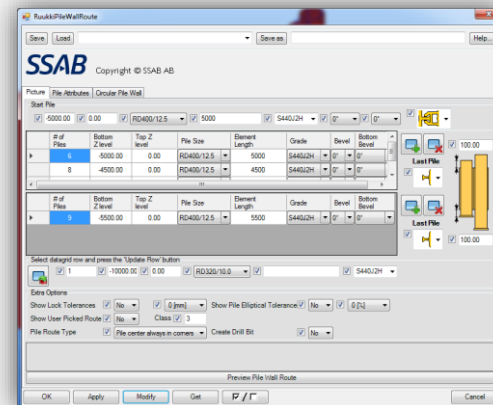 RuukkiPileWallRoute
Save Load Save as Help...
SSAB Copyright © SSAB AB
Picture Pile Attributes Circular Pile Wall
Start Pile
-5000.00 0.00 RD400/12.5 5000 S440J2H 0° 0°
# of Piles Bottom Z level Top Z level Pile Size Element Length Grade Bevel Bottom Bevel
6 -5000.00 0.00 RD400/12.5 5000 S440J2H 0° 0°
8 -4500.00 0.00 RD400/12.5 4500 S440J2H 0° 0°
100.00
Last Pile
# of Piles Bottom Z level Top Z level Pile Size Element Length Grade Bevel Bottom Bevel
9 -5500.00 0.00 RD400/12.5 5500 S440J2H 0° 0°
Last Pile
100.00
Select datagrid row and press the 'Update Row' button
1 -10000.00 0.00 RD320/10.0 S440J2H
Extra Options
Show Lock Tolerances No 0 [mm] Show Pile Elliptical Tolerance No 0 [%]
Show User Picked Route No Class 3
Pile Route Type Pile center always in corners Create Drill Bit No
Preview Pile Wall Route
OK Apply Modify Get / Cancel